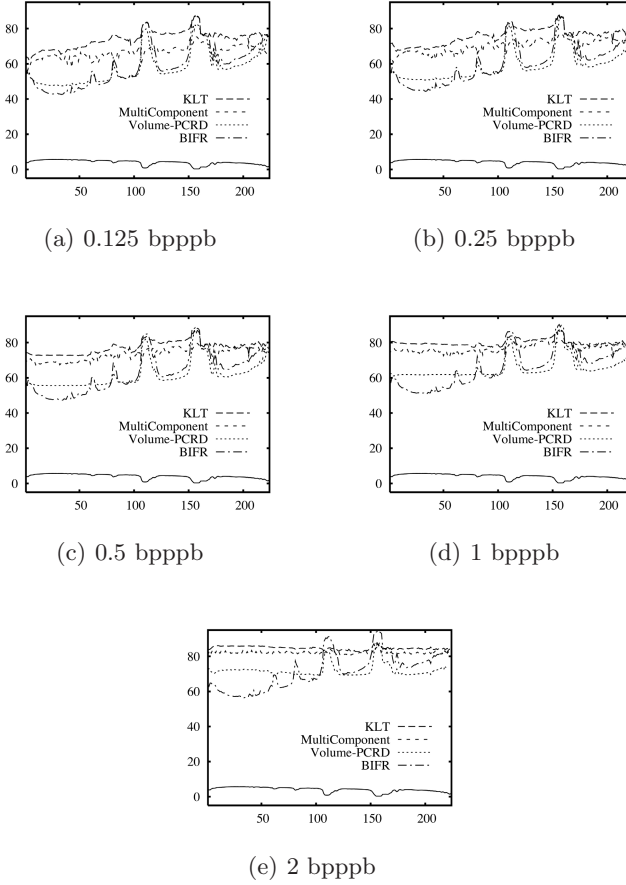 80
60
40
20
0
KLT
MultiComponent
Volume-PCRD
BIFR
50 100 150 200
(a) 0.125 bpppb
80
60
40
20
0
KLT
MultiComponent
Volume-PCRD
BIFR
50 100 150 200
(b) 0.25 bpppb
80
60
40
20
0
KLT
MultiComponent
Volume-PCRD
BIFR
50 100 150 200
(c) 0.5 bpppb
80
60
40
20
0
KLT
MultiComponent
Volume-PCRD
BIFR
50 100 150 200
(d) 1 bpppb
80
60
40
20
0
KLT
MultiComponent
Volume-PCRD
BIFR
50 100 150 200
(e) 2 bpppb